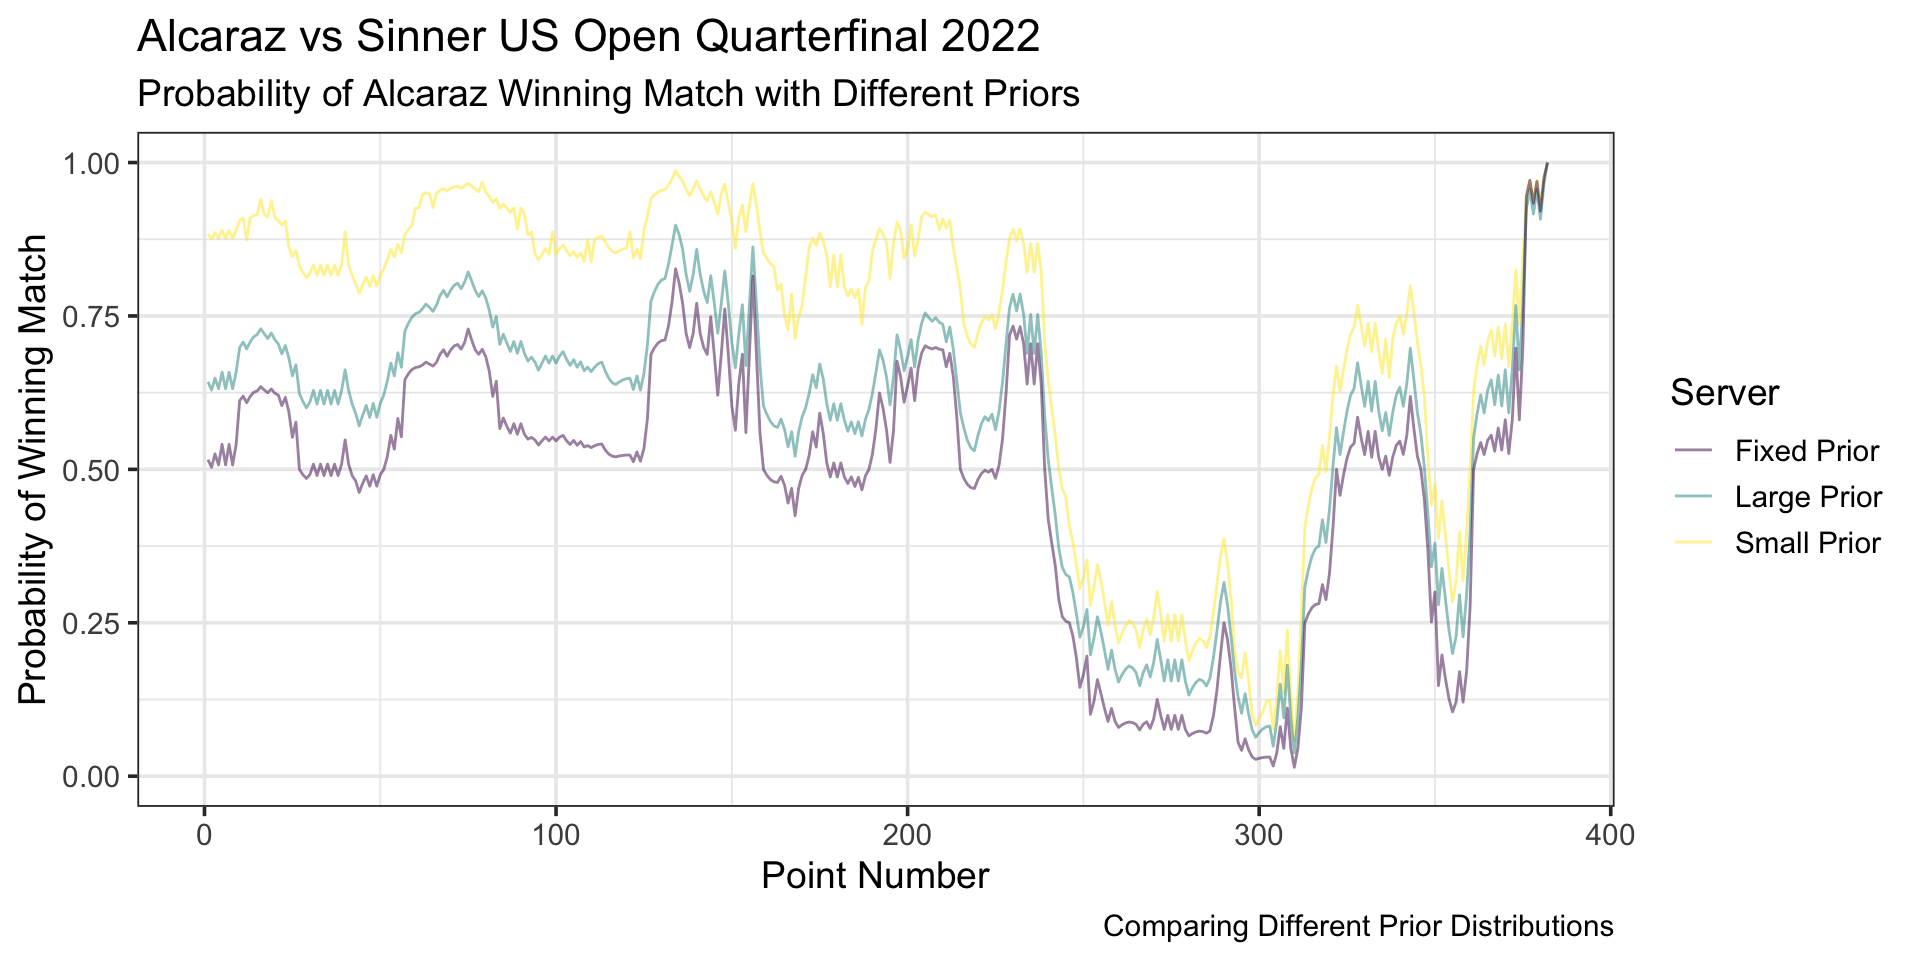 Alcaraz vs Sinner US Open Quarterfinal 2022
Probability of Alcaraz Winning Match with Different Priors
Probability of Winning Match
1.00
0.75
0.50
0.25
0.00
0
100
200
300
400
Point Number
Server
Fixed Prior
Large Prior
Small Prior
Comparing Different Prior Distributions